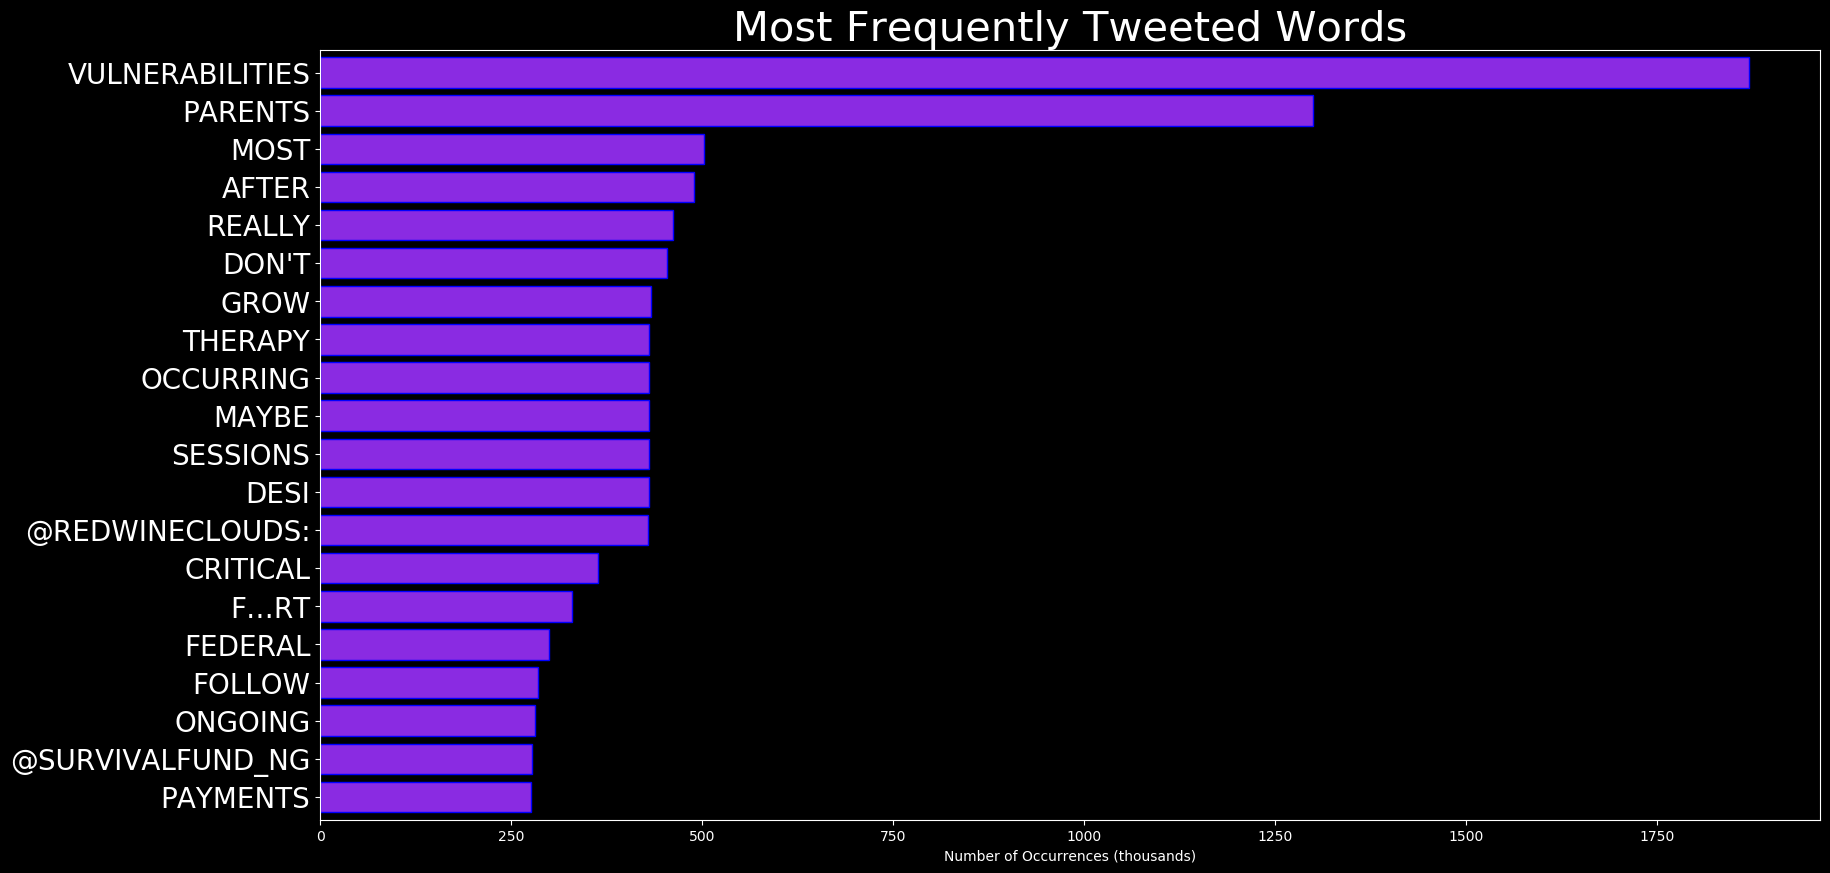 Most Frequently Tweeted Words
VULNERABILITIES
PARENTS
MOST
AFTER
REALLY
DON'T
GROW
THERAPY
OCCURRING
MAYBE
SESSIONS
DESI
@REDWINECLOUDS:
CRITICAL
F…RT
FEDERAL
FOLLOW
ONGOING
@SURVIVALFUND_NG
PAYMENTS
0 250 500 750 1000 1250 1500 1750
Number of Occurrences (thousands)